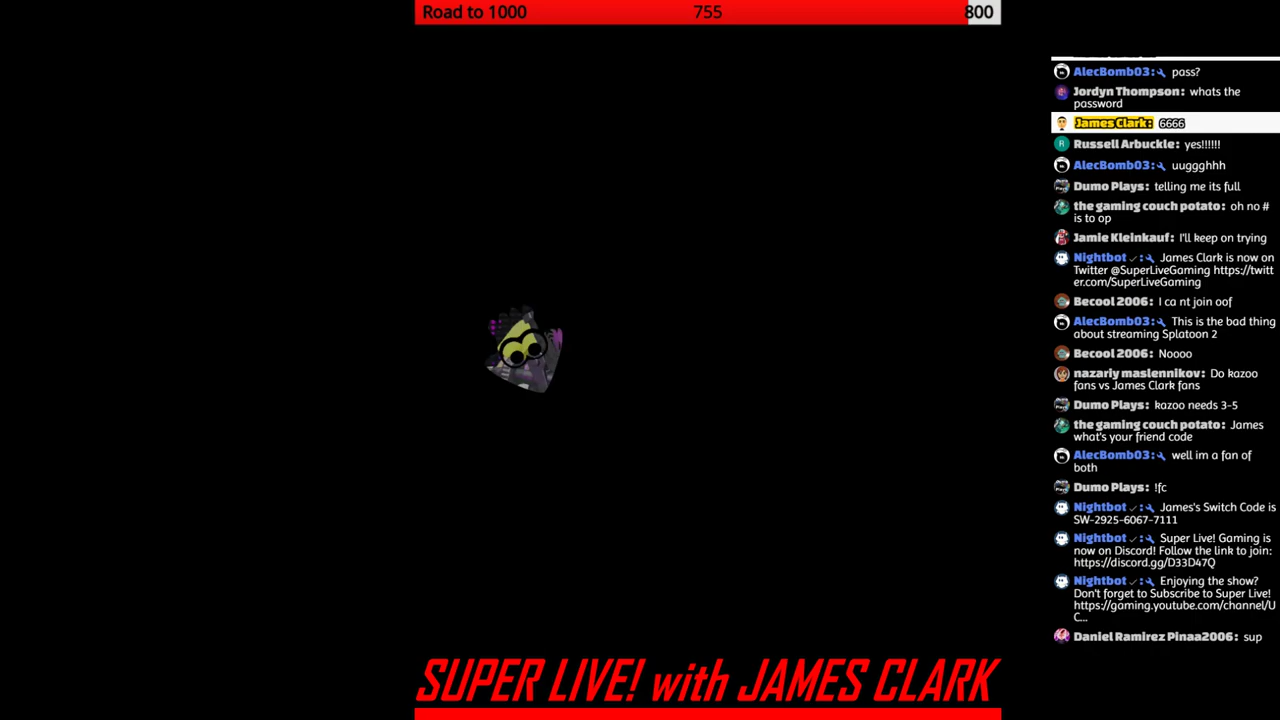 Road to 1000 755 800
AlecBomb03: pass?
Jordyn Thompson: whats the
password
James Clark: 6666
Russell Arbuckle: yes!!!!!!
AlecBomb03: uuggghhh
Dumo Plays: telling me its full
the gaming couch potato: oh no #
is to op
Jamie Kleinkauf: I'll keep on trying
Nightbot: James Clark is now on
Twitter @SuperLiveGaming https://twitt
er.com/SuperLiveGaming
Becool 2006: I ca nt join oof
AlecBomb03: This is the bad thing
about streaming Splatoon 2
Becool 2006: Noooo
nazariy maslennikov: Do kazoo
fans vs James Clark fans
Dumo Plays: kazoo needs 3-5
the gaming couch potato: James
what's your friend code
AlecBomb03: well im a fan of
both
Dumo Plays: !fc
Nightbot: James's Switch Code is
SW-2925-6067-7111
Nightbot: Super Live! Gaming is
now on Discord! Follow the link to join:
https://discord.gg/D33D47Q
Nightbot: Enjoying the show?
Don't forget to Subscribe to Super Live!
https://gaming.youtube.com/channel/U
C...
Daniel Ramirez Pinaa2006: sup
SUPER LIVE! with JAMES CLARK